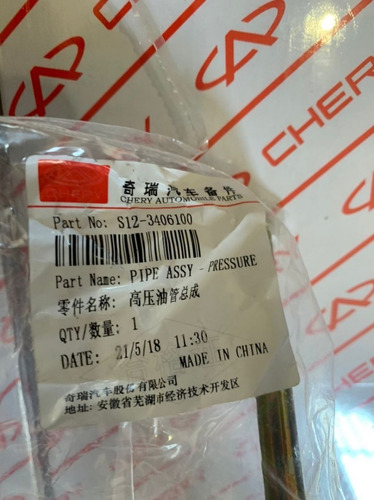 CHERY
CHERY
CHERY
奇瑞汽车备件
CHERY AUTOMOBILE PARTS
Part No: S12-3406100
Part Name: PIPE ASSY - PRESSURE
零件名称: 高压油管总成
QTY/数量: 1
DATE: 21/5/18 11:30
MADE IN CHINA
奇瑞汽车股份有限公司
地址: 安徽省芜湖市经济技术开发区